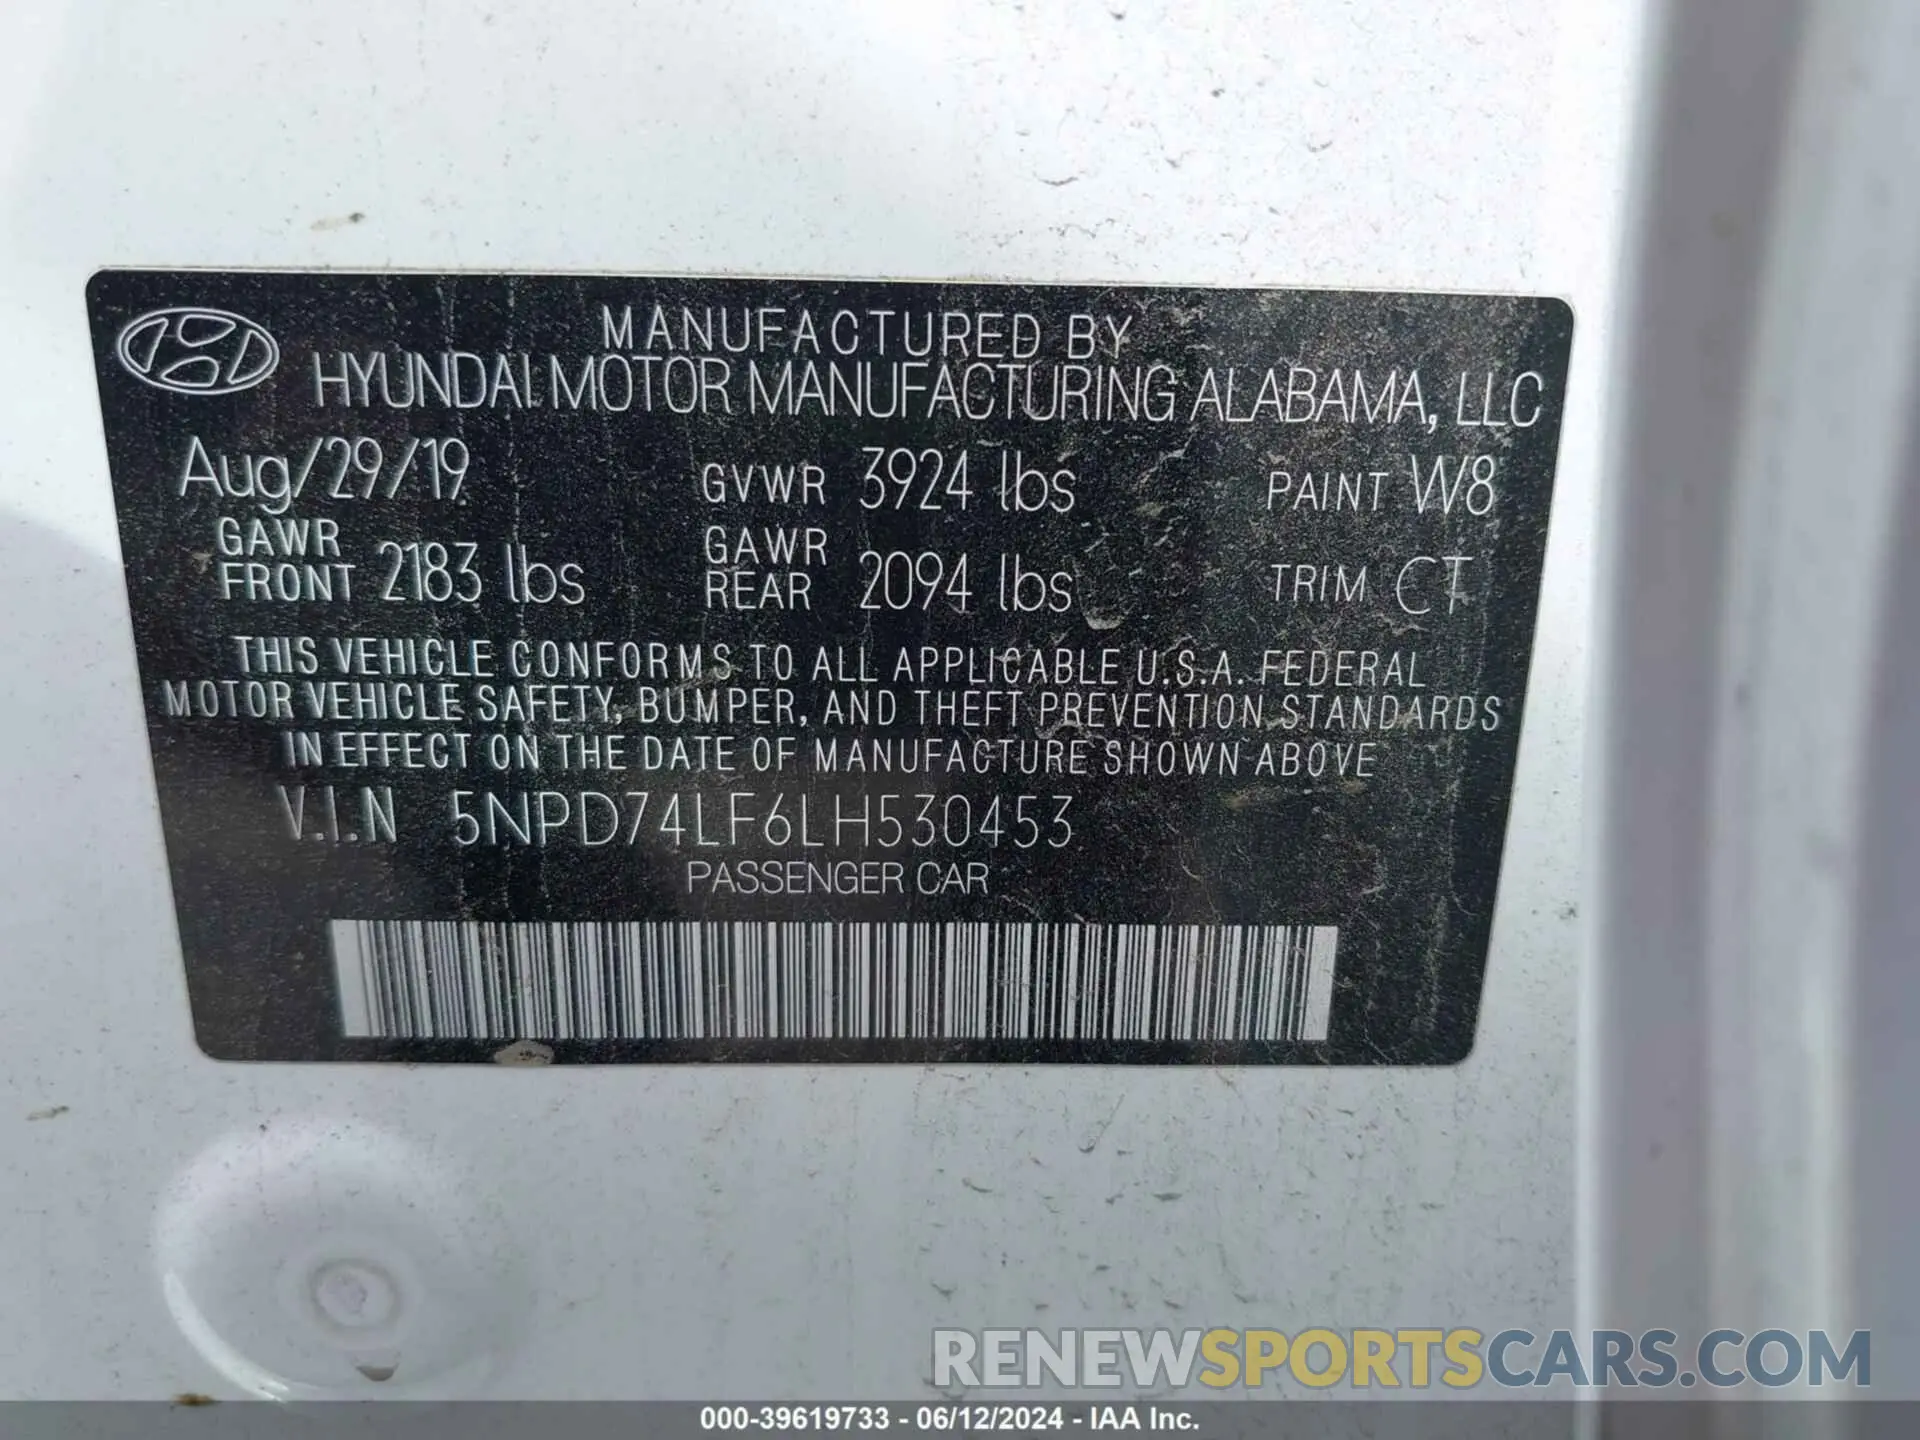 MANUFACTURED BY
HYUNDAI MOTOR MANUFACTURING ALABAMA, LLC
Aug/29/19 GVWR 3924 lbs PAINT W8
GAWR FRONT 2183 lbs GAWR REAR 2094 lbs TRIM CT
THIS VEHICLE CONFORMS TO ALL APPLICABLE U.S.A. FEDERAL
MOTOR VEHICLE SAFETY, BUMPER, AND THEFT PREVENTION STANDARDS
IN EFFECT ON THE DATE OF MANUFACTURE SHOWN ABOVE
V.I.N 5NPD74LF6LH530453
PASSENGER CAR
RENEWSPORTSCARS.COM
000-39619733 - 06/12/2024 - IAA Inc.